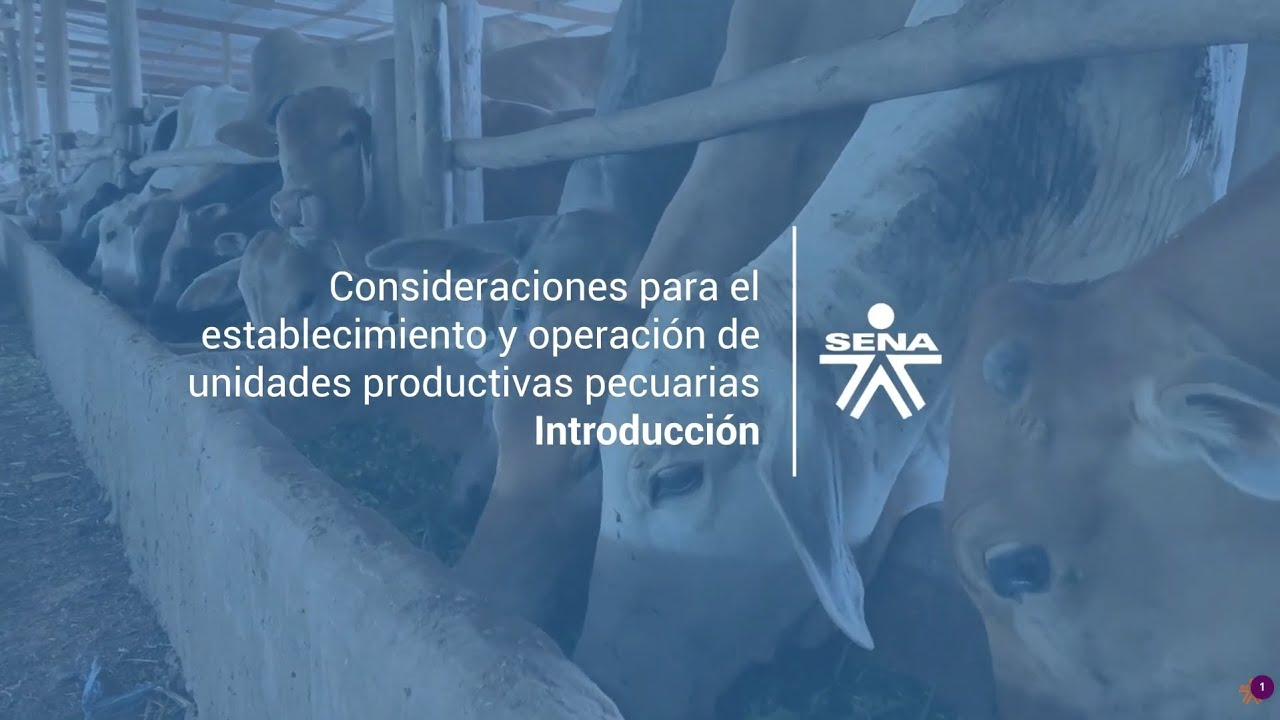 Consideraciones para el
establecimiento y operación de
unidades productivas pecuarias
Introducción
SENA
1